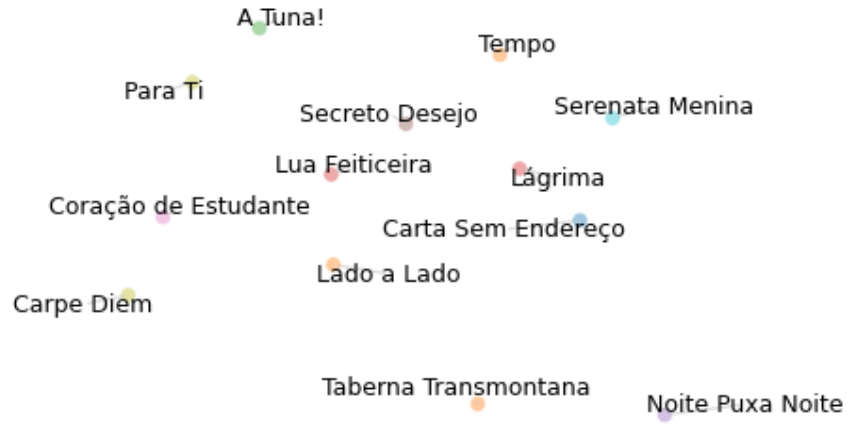 A Tuna!
Tempo
Para Ti
Secreto Desejo
Serenata Menina
Lua Feiticeira
Lágrima
Coração de Estudante
Carta Sem Endereço
Lado a Lado
Carpe Diem
Taberna Transmontana
Noite Puxa Noite